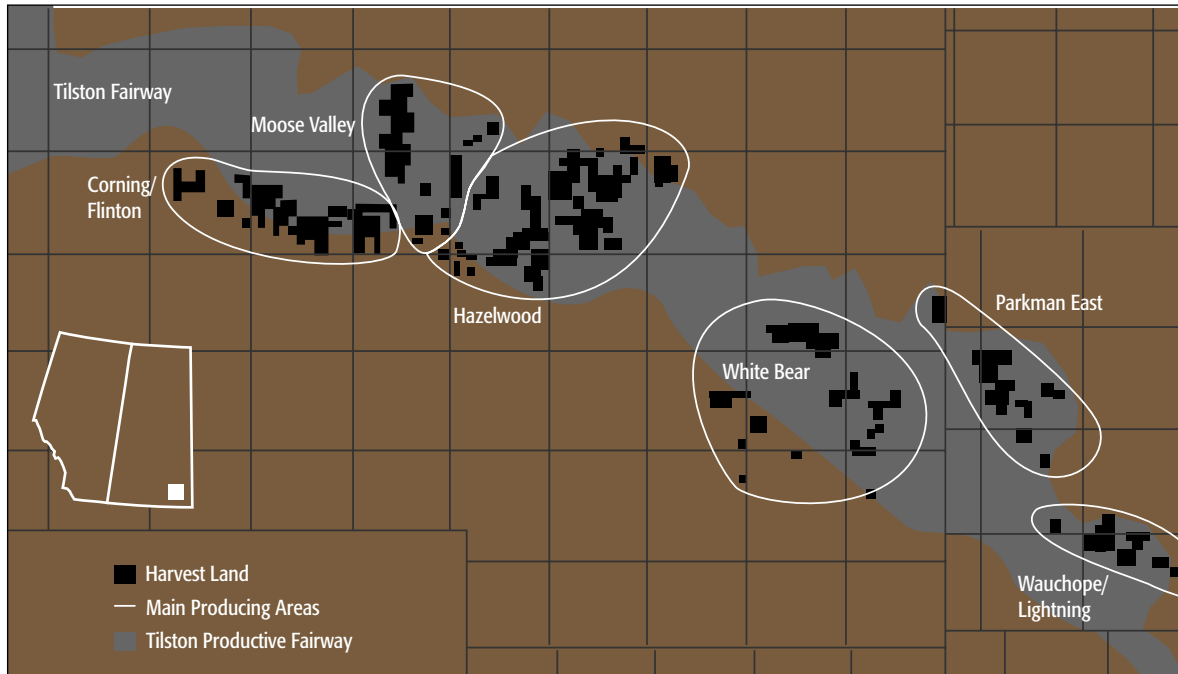 Tilston Fairway
Moose Valley
Corning/
Flinton
Hazelwood
Parkman East
White Bear
Wauchope/
Lightning
Harvest Land
Main Producing Areas
Tilston Productive Fairway